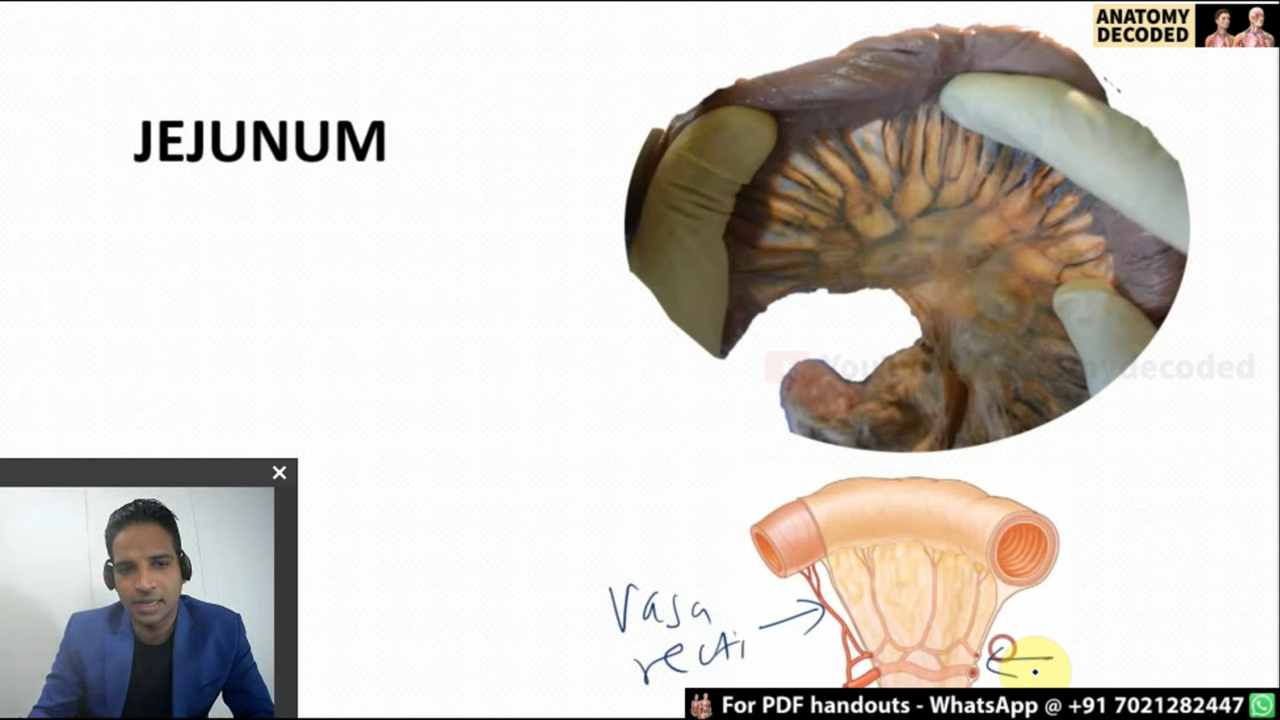 ANATOMY
DECODED
JEJUNUM
Vasa
recti
For PDF handouts - WhatsApp @ +91 7021282447